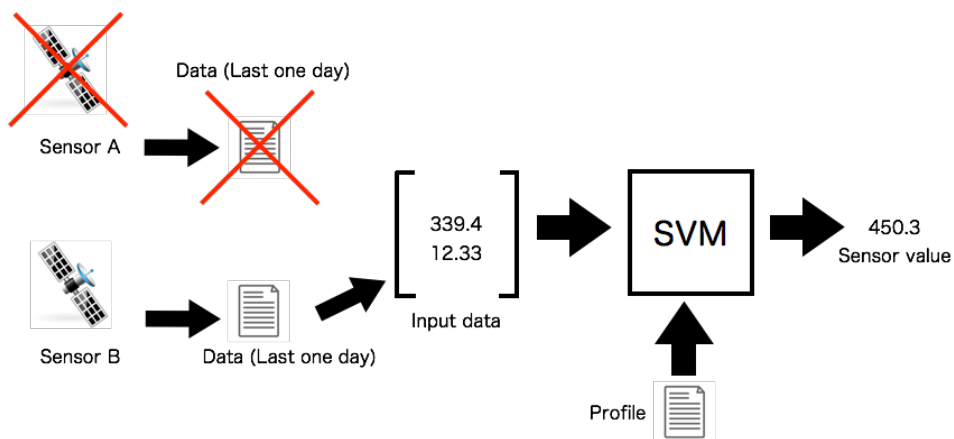 Data (Last one day)
Sensor A
339.4
12.33
SVM
450.3
Sensor value
Input data
Sensor B
Data (Last one day)
Profile